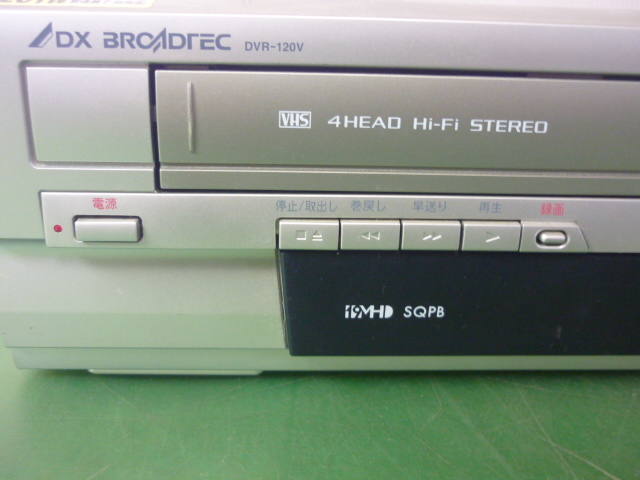 DX BROADTEC DVR-120V
VHS 4HEAD Hi-Fi STEREO
電源 停止/取出し 巻戻し 早送り 再生 録画
19MHD SQPB